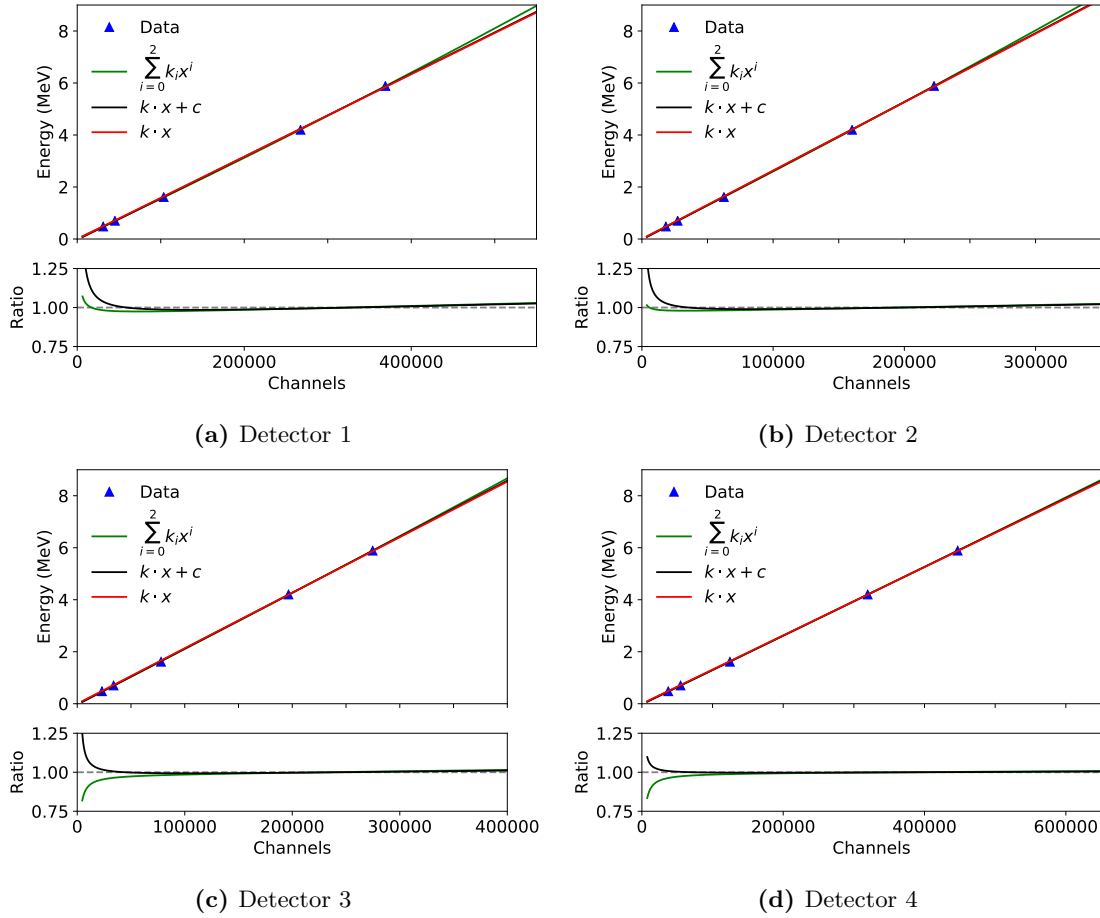 8
6
4
2
0
Energy (MeV)
Data
2
∑ k_i x^i
i = 0
k · x + c
k · x
1.25
1.00
0.75
Ratio
0 200000 400000
Channels
(a) Detector 1
8
6
4
2
0
Energy (MeV)
Data
2
∑ k_i x^i
i = 0
k · x + c
k · x
1.25
1.00
0.75
Ratio
0 100000 200000 300000
Channels
(b) Detector 2
8
6
4
2
0
Energy (MeV)
Data
2
∑ k_i x^i
i = 0
k · x + c
k · x
1.25
1.00
0.75
Ratio
0 100000 200000 300000 400000
Channels
(c) Detector 3
8
6
4
2
0
Energy (MeV)
Data
2
∑ k_i x^i
i = 0
k · x + c
k · x
1.25
1.00
0.75
Ratio
0 200000 400000 600000
Channels
(d) Detector 4